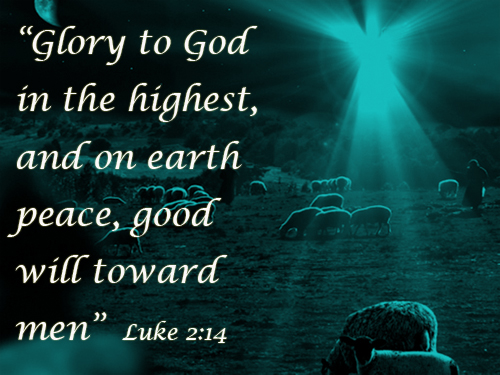 “Glory to God
in the highest,
and on earth
peace, good
will toward
men” Luke 2:14